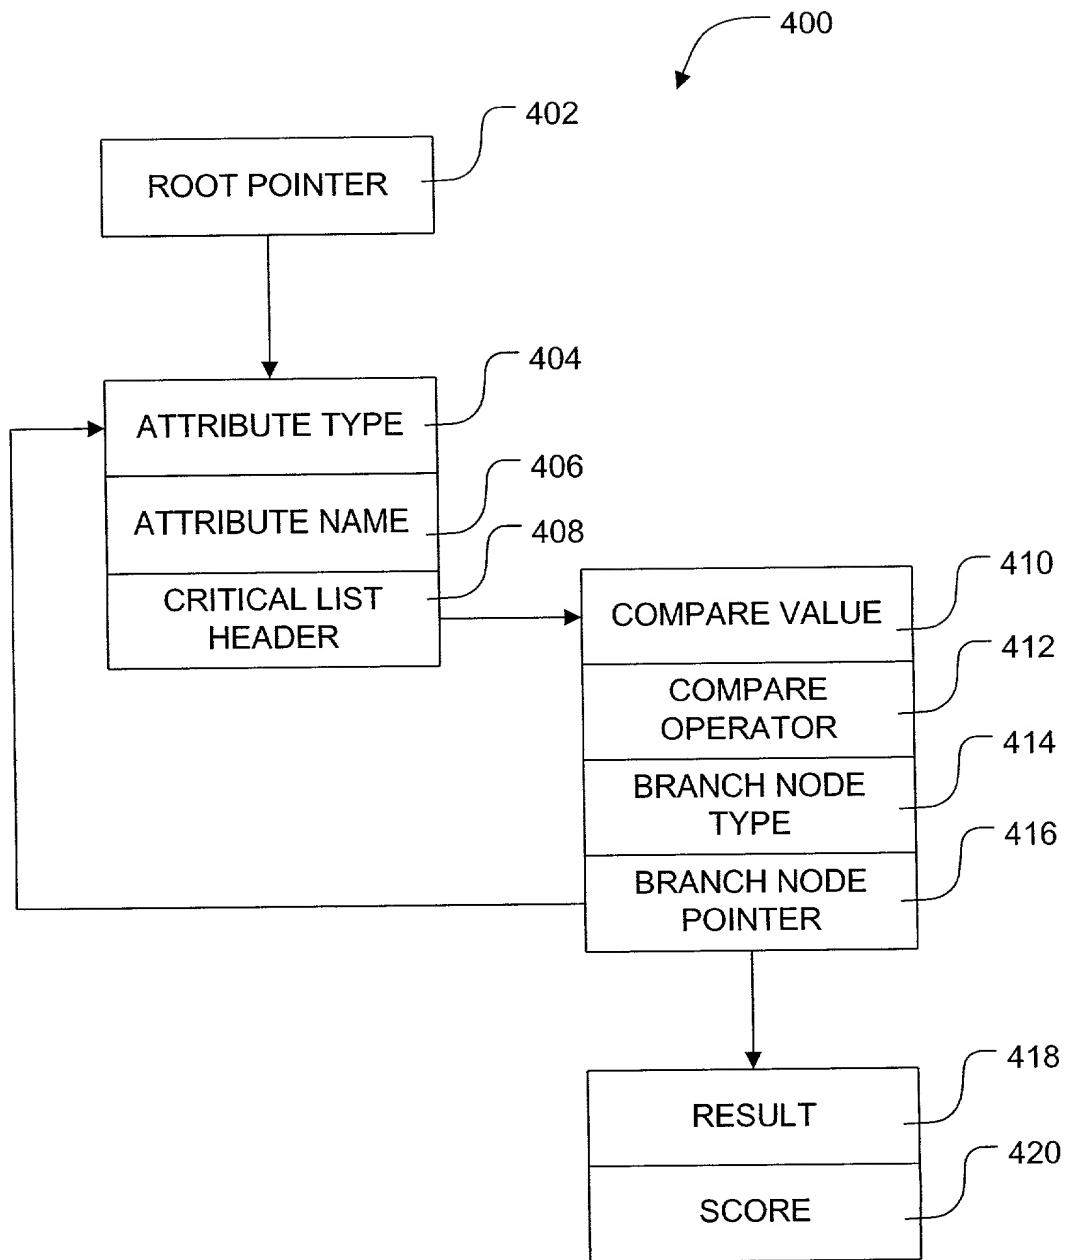 400
402
ROOT POINTER
404
ATTRIBUTE TYPE
406
ATTRIBUTE NAME
408
CRITICAL LIST
HEADER
410
COMPARE VALUE
412
COMPARE
OPERATOR
414
BRANCH NODE
TYPE
416
BRANCH NODE
POINTER
418
RESULT
420
SCORE